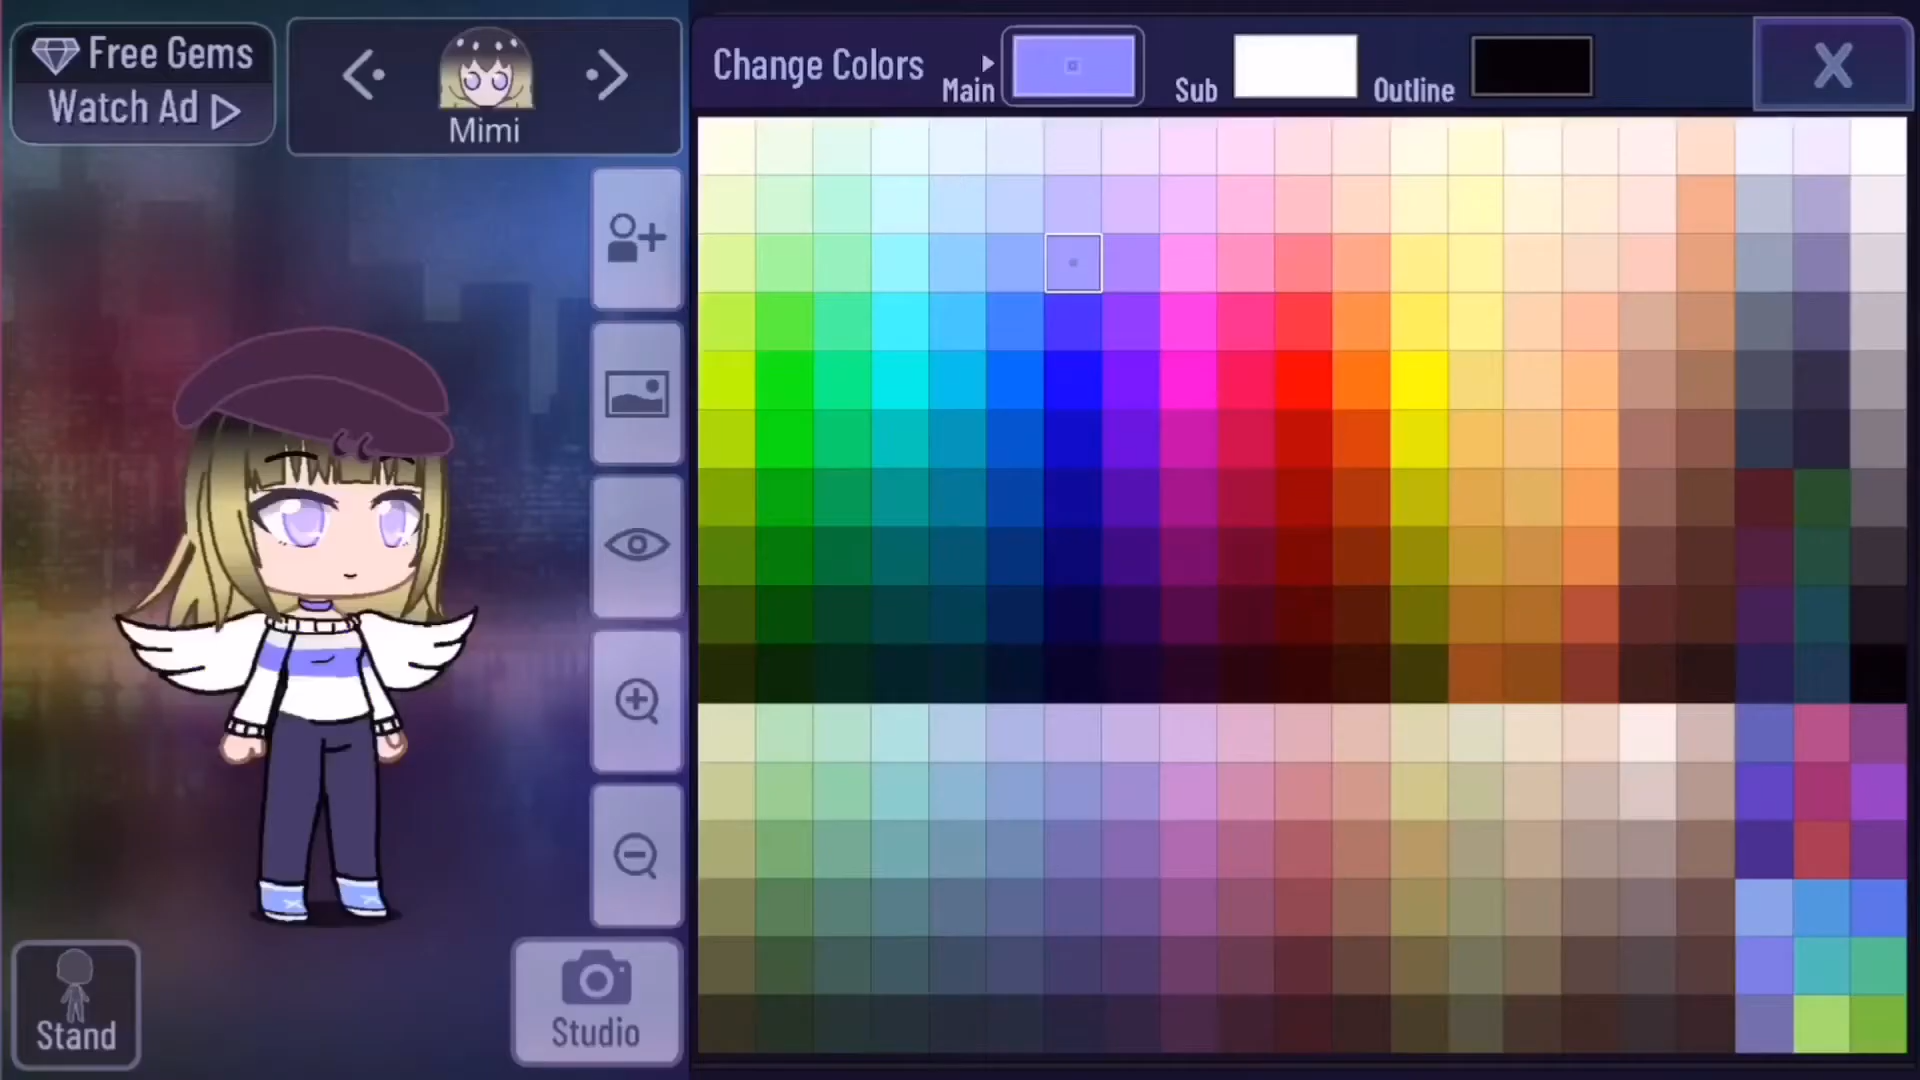 Free Gems
Watch Ad
Mimi
Change Colors
Main
Sub
Outline
X
Stand
Studio